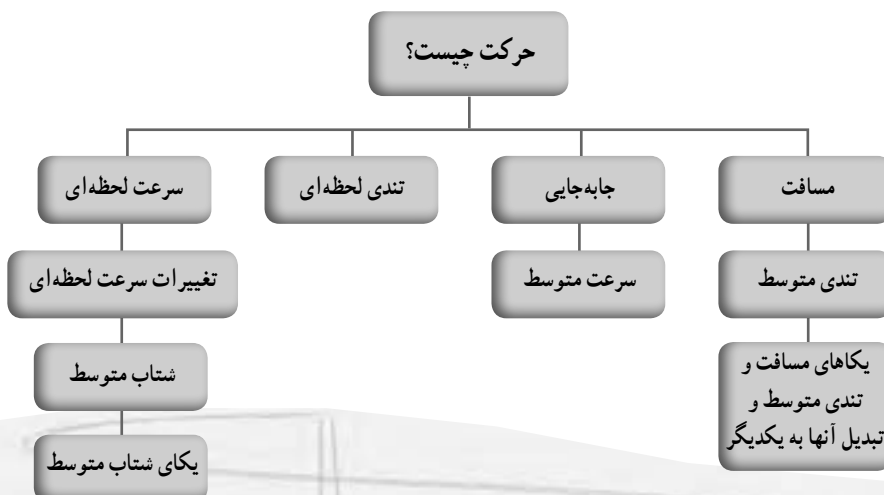 حرکت چیست؟
مسافت
جابه‌جایی
تندی لحظه‌ای
سرعت لحظه‌ای
تندی متوسط
سرعت متوسط
تغییرات سرعت لحظه‌ای
یکاهای مسافت و
تندی متوسط و
تبدیل آنها به یکدیگر
شتاب متوسط
یکای شتاب متوسط